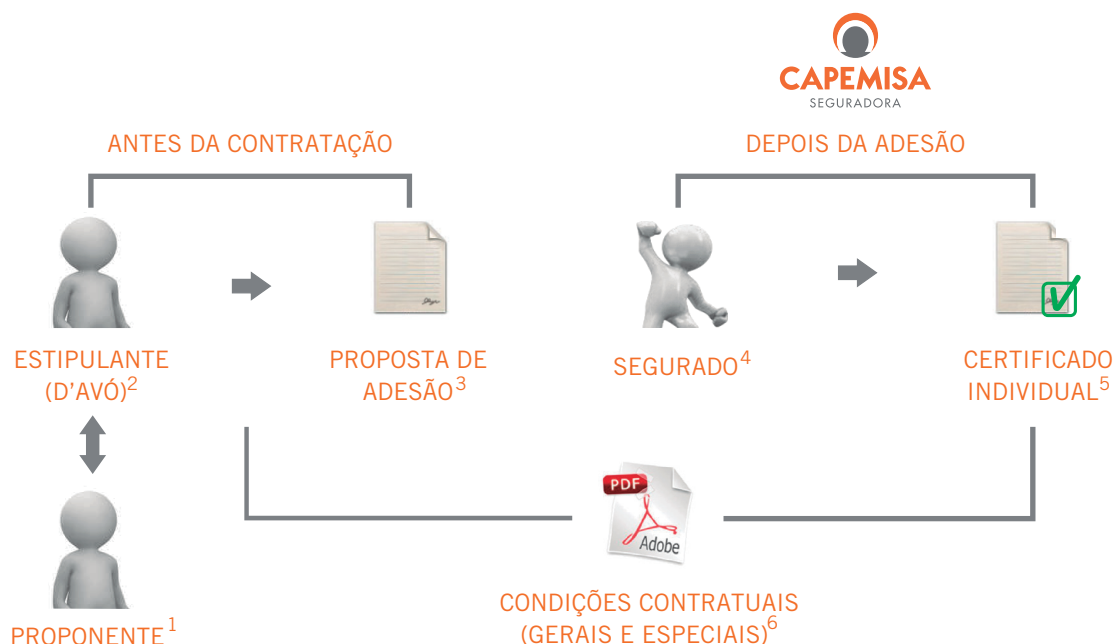 CAPEMISA
SEGURADORA
ANTES DA CONTRATAÇÃO
DEPOIS DA ADESÃO
ESTIPULANTE
(D'AVÓ)2
PROPOSTA DE
ADESÃO3
SEGURADO4
CERTIFICADO
INDIVIDUAL5
PDF
Adobe
PROPONENTE1
CONDIÇÕES CONTRATUAIS
(GERAIS E ESPECIAIS)6